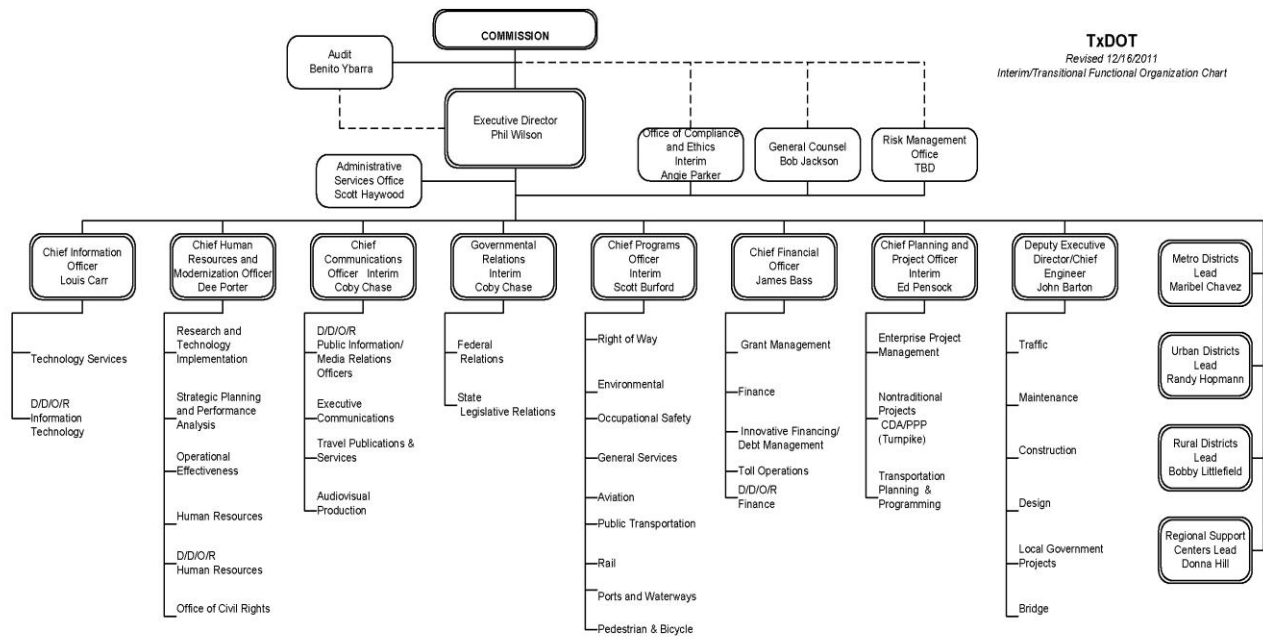 COMMISSION
TxDOT
Revised 12/16/2011
Interim/Transitional Functional Organization Chart
Audit
Benito Ybarra
Executive Director
Phil Wilson
Office of Compliance
and Ethics
Interim
Angie Parker
General Counsel
Bob Jackson
Risk Management
Office
TBD
Administrative
Services Office
Scott Haywood
Chief Information
Officer
Louis Carr
Technology Services
D/D/O/R
Information
Technology
Chief Human
Resources and
Modernization Officer
Dee Porter
Research and
Technology
Implementation
Strategic Planning
and Performance
Analysis
Operational
Effectiveness
Human Resources
D/D/O/R
Human Resources
Office of Civil Rights
Chief
Communications
Officer Interim
Coby Chase
D/D/O/R
Public Information/
Media Relations
Officers
Executive
Communications
Travel Publications &
Services
Audiovisual
Production
Governmental
Relations
Interim
Coby Chase
Federal
Relations
State
Legislative Relations
Chief Programs
Officer
Interim
Scott Burford
Right of Way
Environmental
Occupational Safety
General Services
Aviation
Public Transportation
Rail
Ports and Waterways
Pedestrian & Bicycle
Chief Financial
Officer
James Bass
Grant Management
Finance
Innovative Financing/
Debt Management
Toll Operations
D/D/O/R
Finance
Chief Planning and
Project Officer
Interim
Ed Pensock
Enterprise Project
Management
Nontraditional
Projects
CDA/PPP
(Turnpike)
Transportation
Planning &
Programming
Deputy Executive
Director/Chief
Engineer
John Barton
Traffic
Maintenance
Construction
Design
Local Government
Projects
Bridge
Metro Districts
Lead
Maribel Chavez
Urban Districts
Lead
Randy Hopmann
Rural Districts
Lead
Bobby Littlefield
Regional Support
Centers Lead
Donna Hill